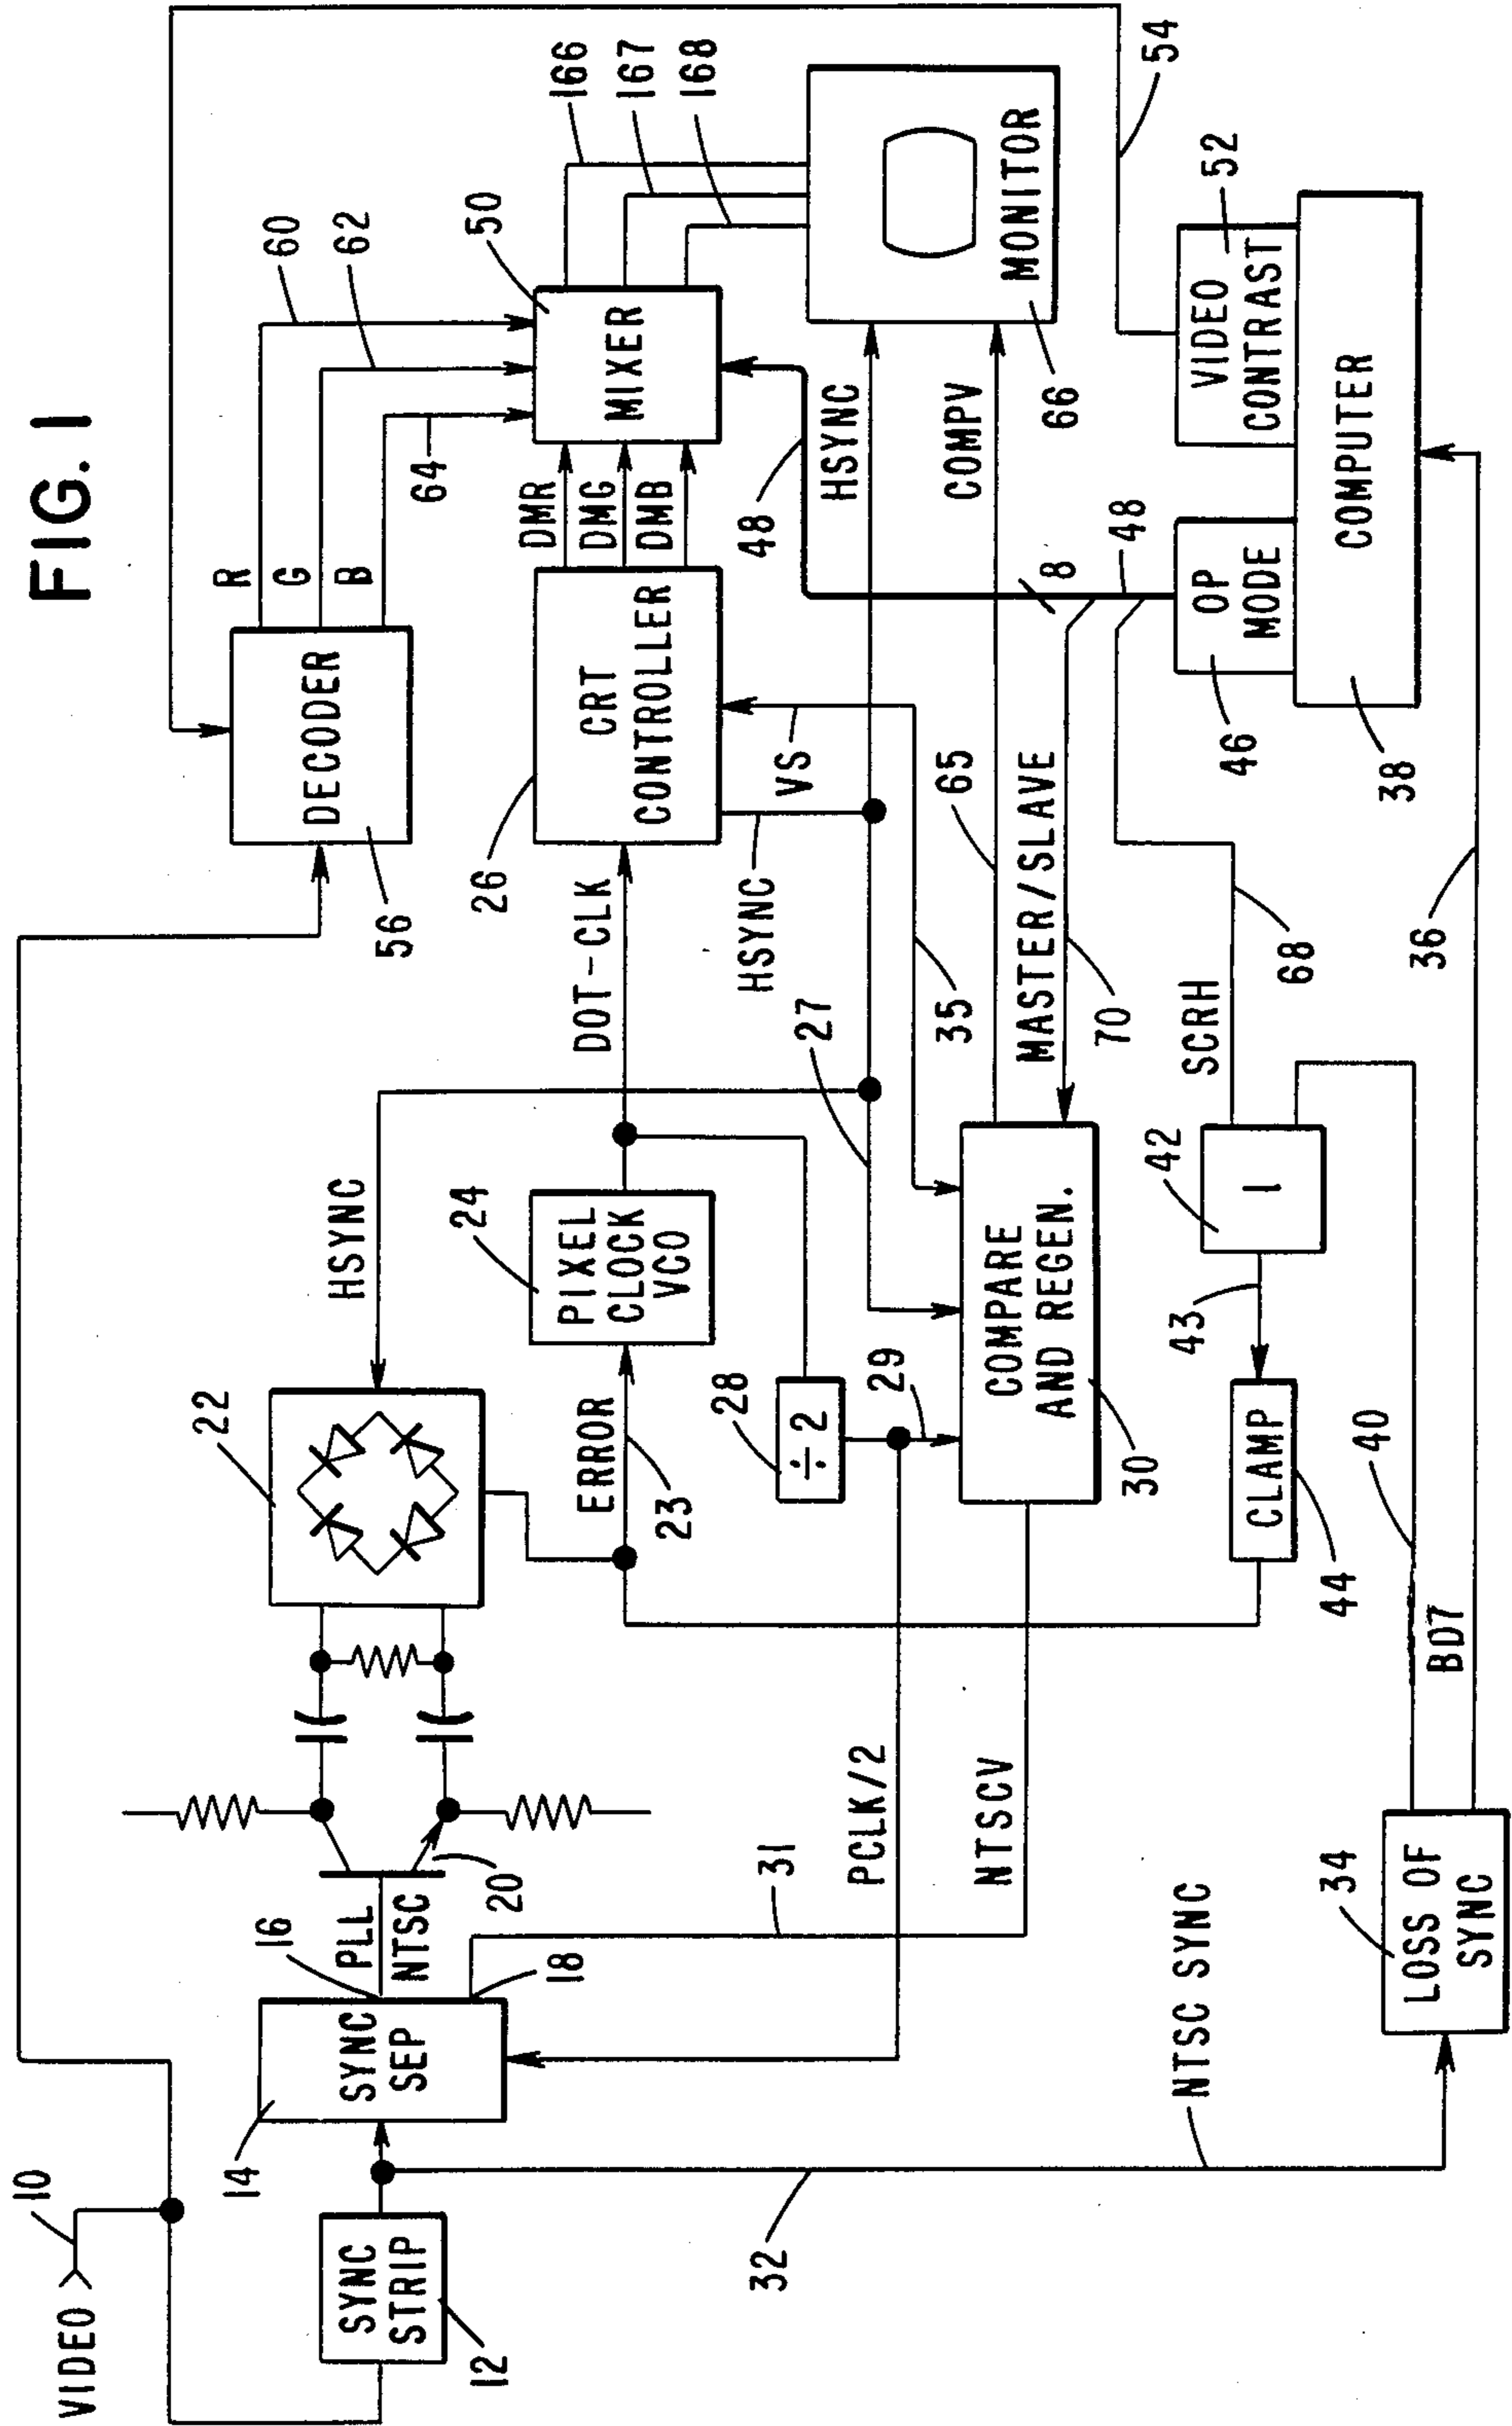 FIG. 1
VIDEO
10
SYNC
STRIP
12
14
SYNC
SEP
16
18
PLL
NTSC
20
22
HSYNC
ERROR
23
24
PIXEL
CLOCK
VCO
DOT-CLK
26
CRT
CONTROLLER
HSYNC
VS
DMR
DMG
DMB
DECODER
56
R
G
B
60
62
64
MIXER
50
166
167
168
MONITOR
66
HSYNC
COMPV
48
8
48
54
VIDEO
CONTRAST
52
OP
MODE
46
COMPUTER
38
36
MASTER/SLAVE
70
65
35
27
28
÷2
29
COMPARE
AND REGEN.
30
31
PCLK/2
NTSCV
SCRH
68
42
1
43
CLAMP
44
40
BD7
LOSS OF
SYNC
34
NTSC SYNC
32